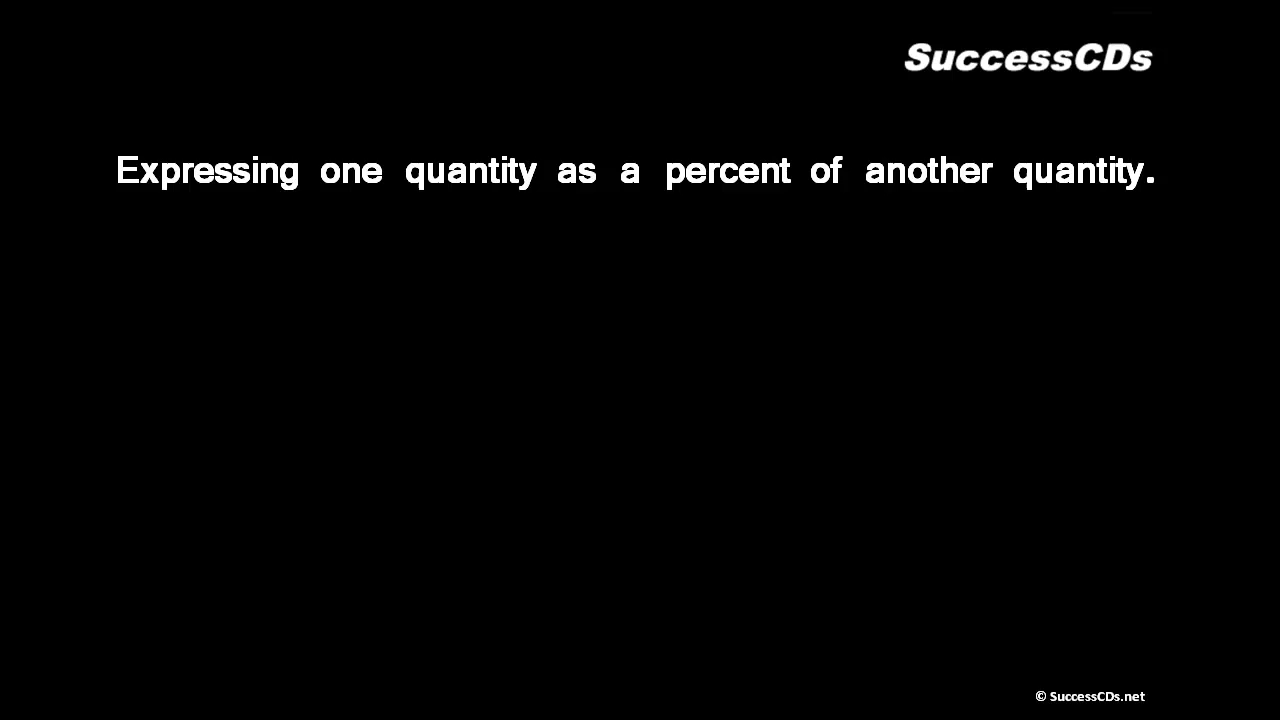 SuccessCDs
Expressing one quantity as a percent of another quantity.
© SuccessCDs.net